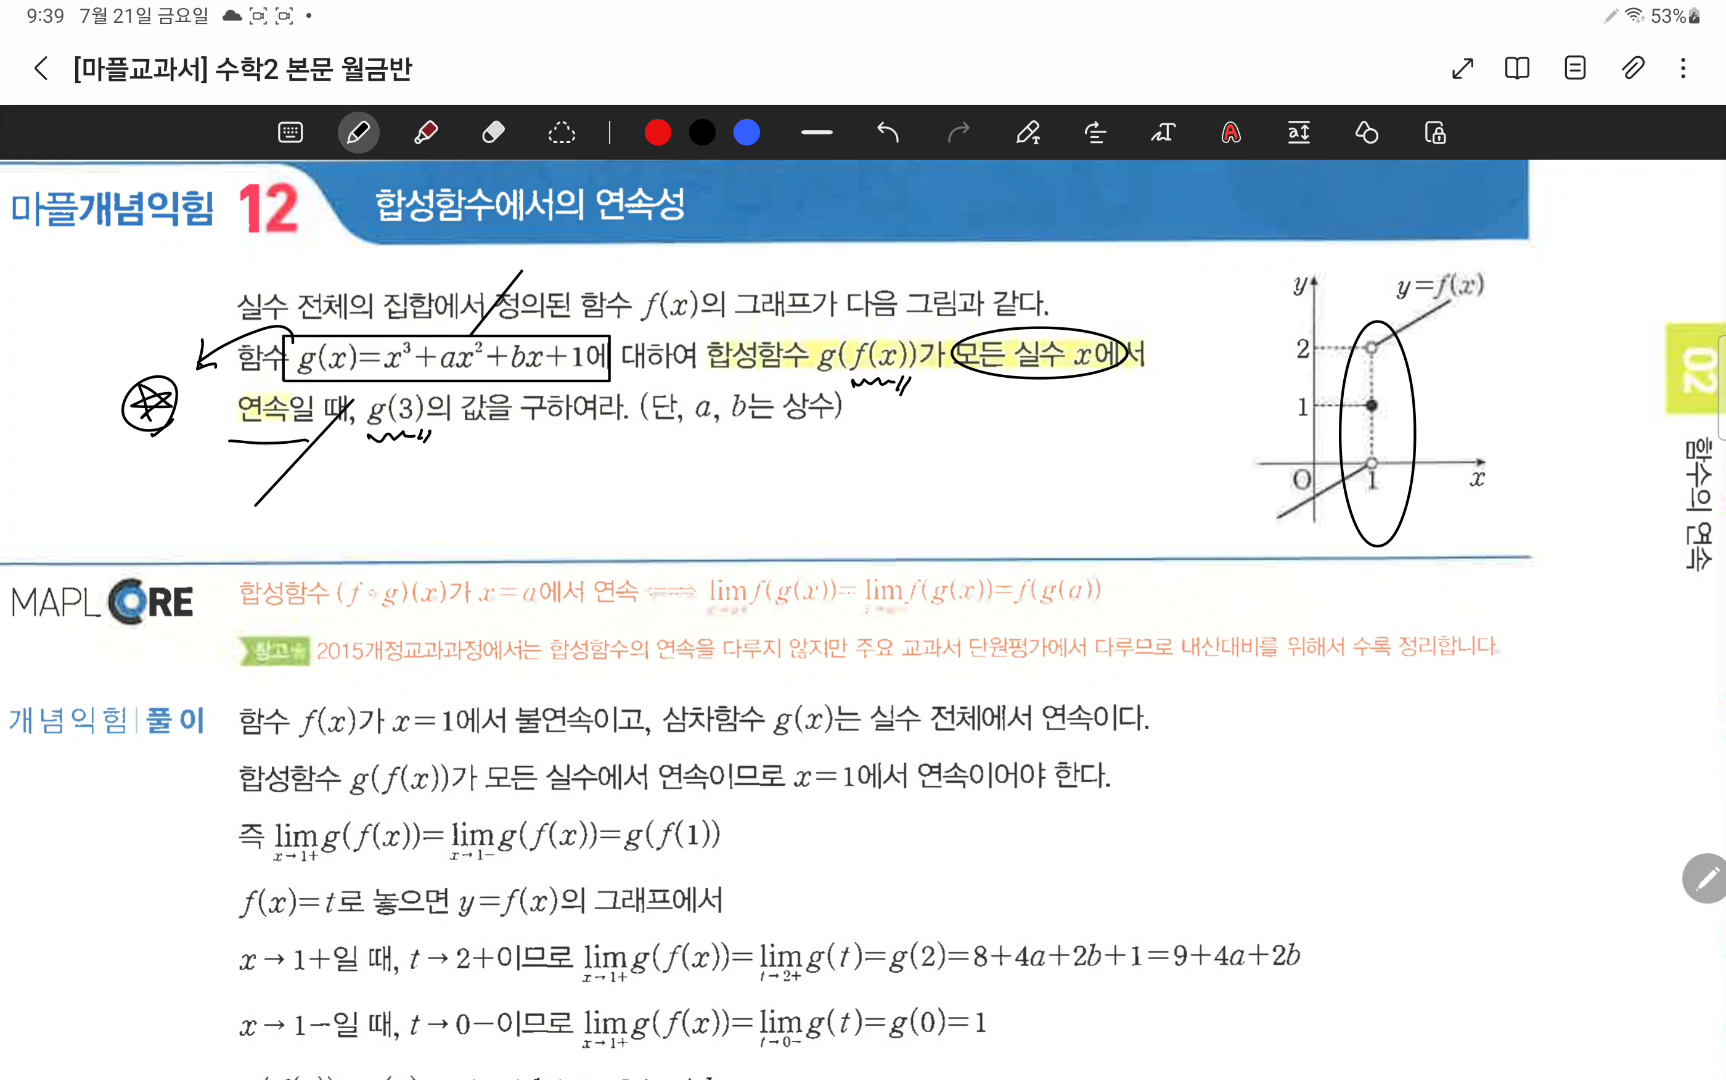 9:39 7월 21일 금요일
53%
[마플교과서] 수학2 본문 월금반
마플개념익힘 12 합성함수에서의 연속성
실수 전체의 집합에서 정의된 함수 f(x)의 그래프가 다음 그림과 같다.
함수 g(x)=x³+ax²+bx+1에 대하여 합성함수 g(f(x))가 모든 실수 x에서
연속일 때, g(3)의 값을 구하여라. (단, a, b는 상수)
y y=f(x)
2
1
O 1 x
02
함수의 연속
MAPL CORE 합성함수 (f∘g)(x)가 x=a에서 연속 ⟺ lim f(g(x))= lim f(g(x))=f(g(a))
참고 2015개정교과과정에서는 합성함수의 연속을 다루지 않지만 주요 교과서 단원평가에서 다루므로 내신대비를 위해서 수록 정리합니다.
개념익힘 | 풀이 함수 f(x)가 x=1에서 불연속이고, 삼차함수 g(x)는 실수 전체에서 연속이다.
합성함수 g(f(x))가 모든 실수에서 연속이므로 x=1에서 연속이어야 한다.
즉 lim x→1+ g(f(x))= lim x→1− g(f(x))=g(f(1))
f(x)=t로 놓으면 y=f(x)의 그래프에서
x→1+일 때, t→2+이므로 lim x→1+ g(f(x))= lim t→2+ g(t)=g(2)=8+4a+2b+1=9+4a+2b
x→1−일 때, t→0−이므로 lim x→1+ g(f(x))= lim t→0− g(t)=g(0)=1